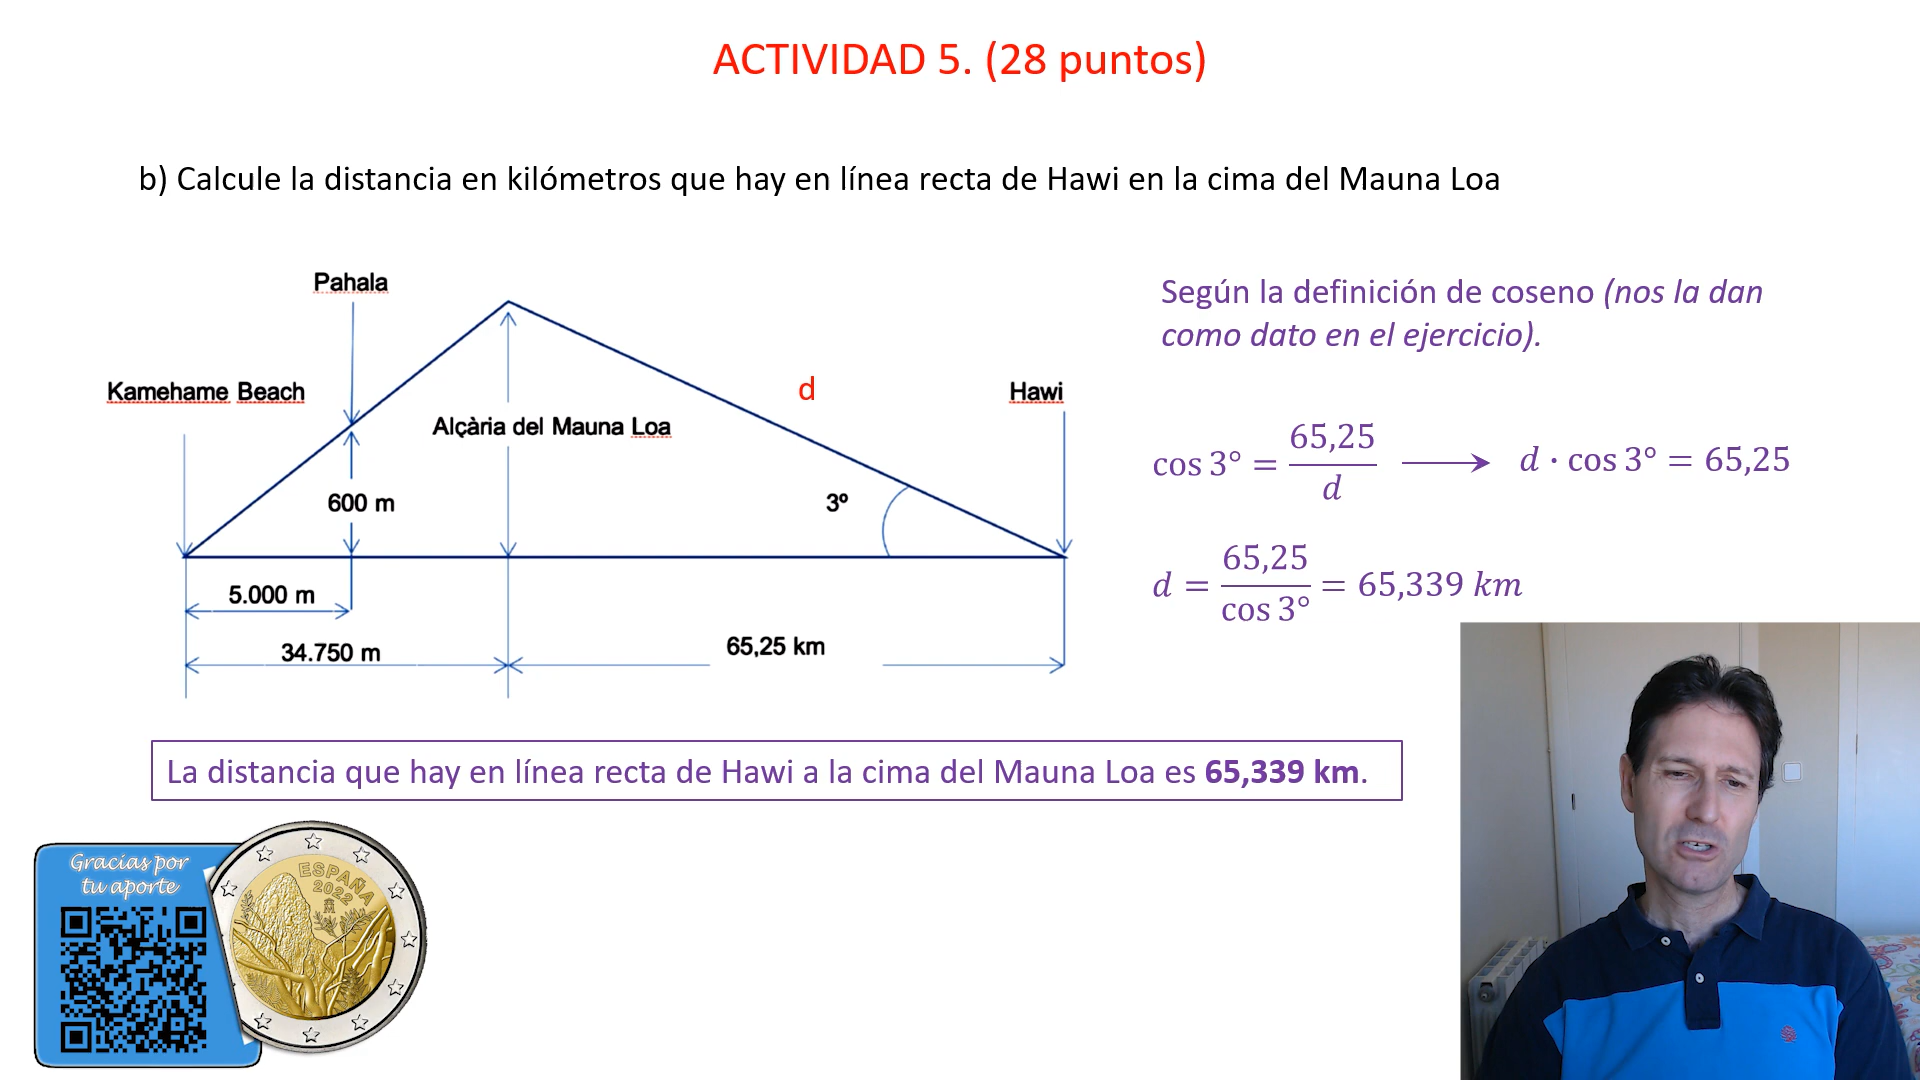 ACTIVIDAD 5. (28 puntos)
b) Calcule la distancia en kilómetros que hay en línea recta de Hawi en la cima del Mauna Loa
Pahala
Kamehame Beach
d
Hawi
Alçària del Mauna Loa
600 m
3º
5.000 m
34.750 m
65,25 km
Según la definición de coseno (nos la dan
como dato en el ejercicio).
cos 3° = 65,25 / d ⟶ d · cos 3° = 65,25
d = 65,25 / cos 3° = 65,339 km
La distancia que hay en línea recta de Hawi a la cima del Mauna Loa es 65,339 km.
Gracias por
tu aporte
ESPAÑA
2022